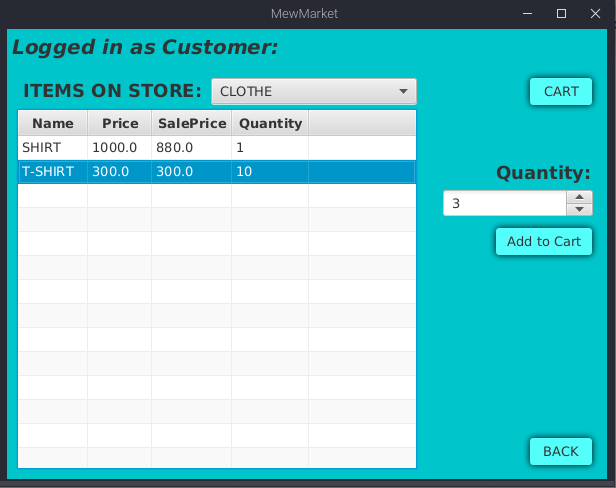 MewMarket
Logged in as Customer:
ITEMS ON STORE: CLOTHE CART
Name Price SalePrice Quantity
SHIRT 1000.0 880.0 1
T-SHIRT 300.0 300.0 10
Quantity:
3
Add to Cart
BACK